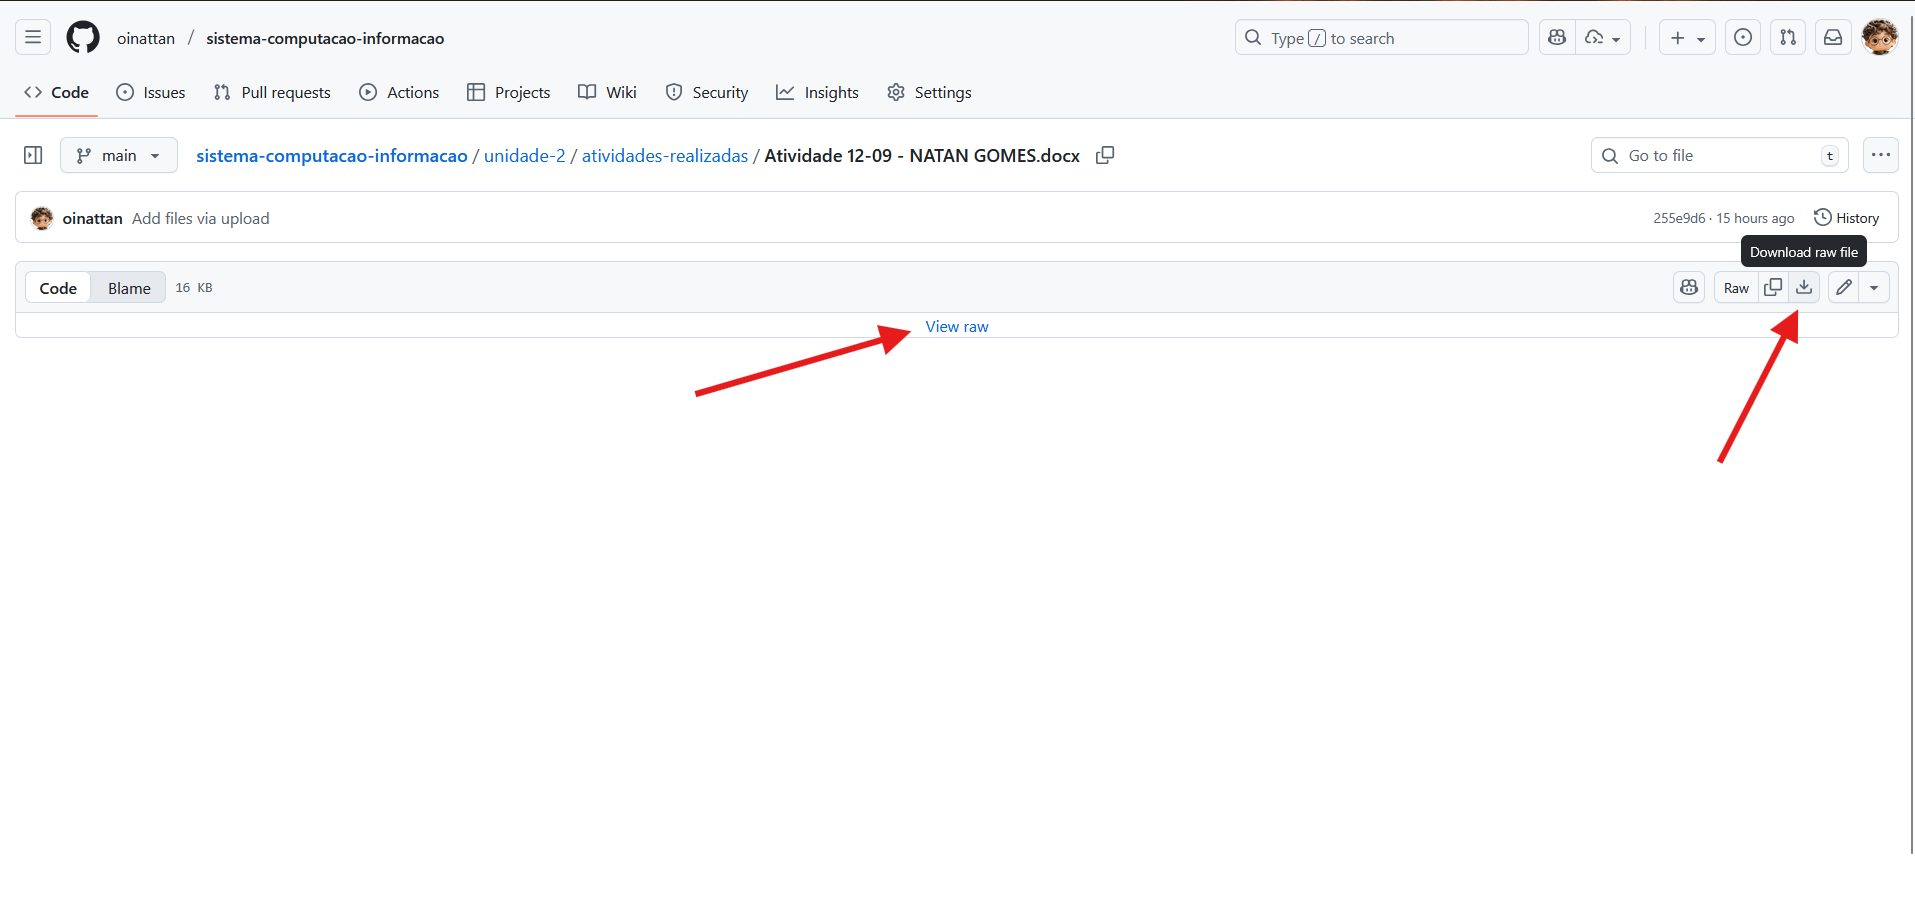 oinattan / sistema-computacao-informacao
Type / to search
Code Issues Pull requests Actions Projects Wiki Security Insights Settings
main
sistema-computacao-informacao / unidade-2 / atividades-realizadas / Atividade 12-09 - NATAN GOMES.docx
Go to file t
oinattan Add files via upload
255e9d6 · 15 hours ago History
Download raw file
Code Blame 16 KB
Raw
View raw